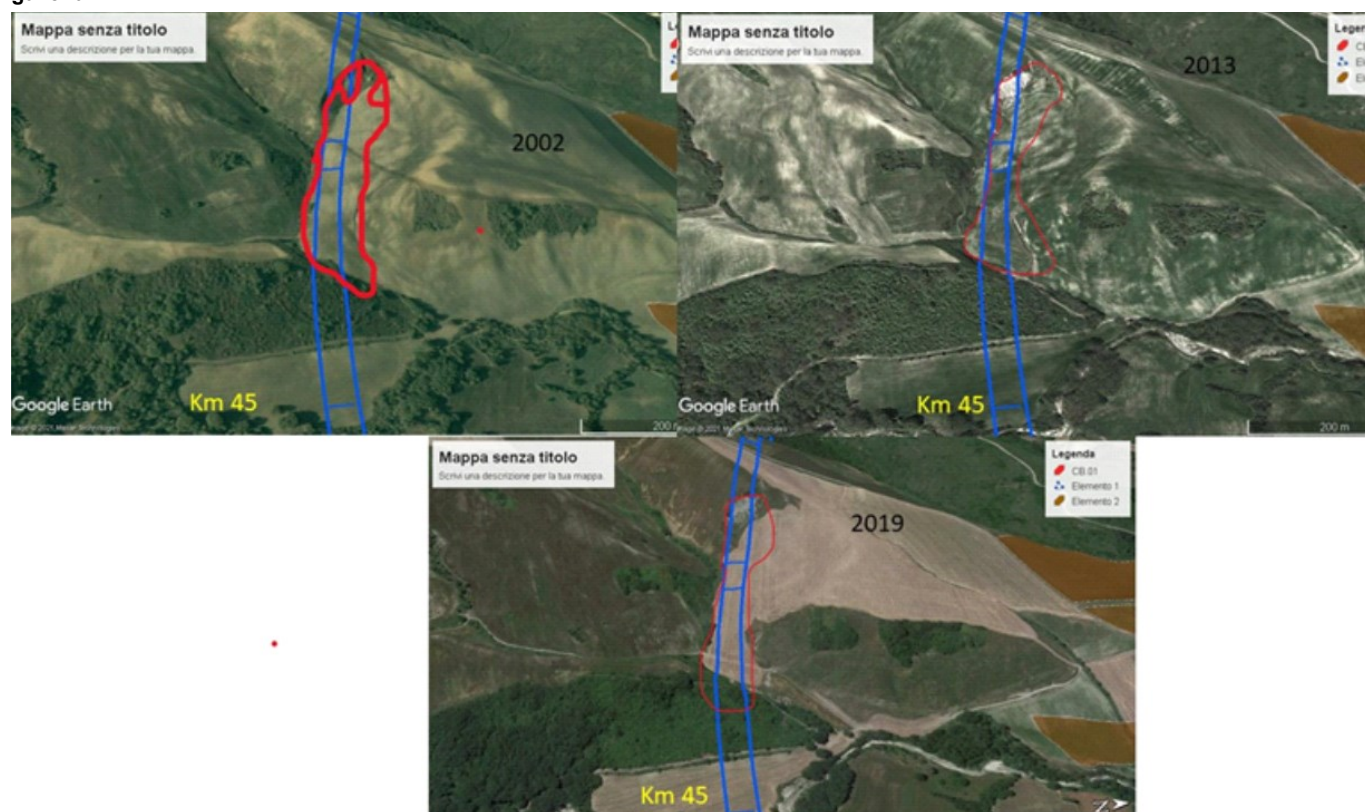 Mappa senza titolo
Scrivi una descrizione per la tua mappa.
2002
Km 45
Google Earth
Mappa senza titolo
Scrivi una descrizione per la tua mappa.
Legen
2013
Km 45
Google Earth
200 m
Mappa senza titolo
Scrivi una descrizione per la tua mappa.
Legenda
CB.01
Elemento 1
Elemento 2
2019
Km 45